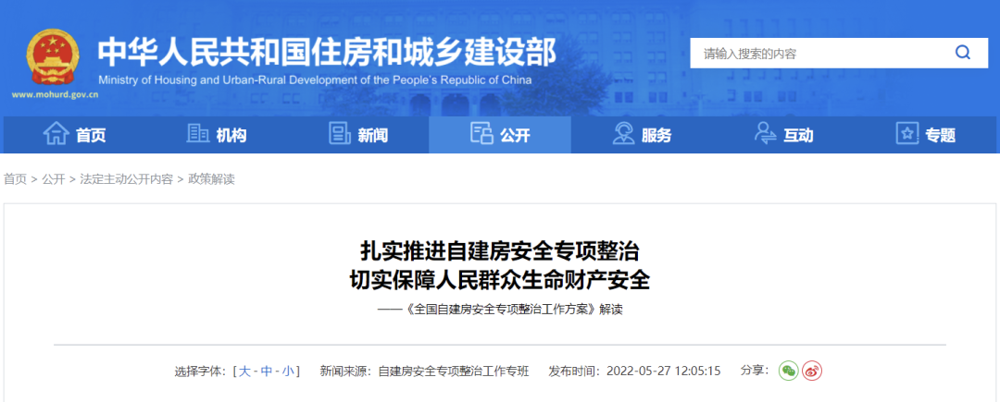 中华人民共和国住房和城乡建设部
Ministry of Housing and Urban-Rural Development of the People's Republic of China
www.mohurd.gov.cn
请输入搜索的内容
首页 机构 新闻 公开 服务 互动 专题
首页 > 公开 > 法定主动公开内容 > 政策解读
扎实推进自建房安全专项整治
切实保障人民群众生命财产安全
——《全国自建房安全专项整治工作方案》解读
选择字体：[ 大 - 中 - 小 ] 新闻来源：自建房安全专项整治工作专班 发布时间：2022-05-27 12:05:15 分享：